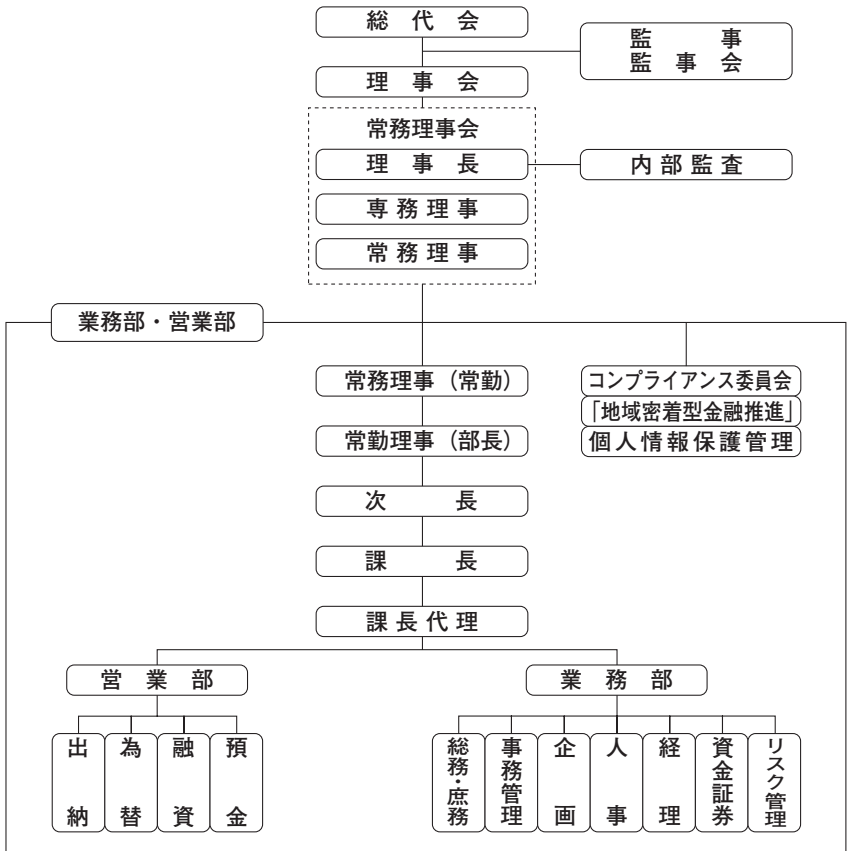 総代会
監事
監事会
理事会
常務理事会
理事長
内部監査
専務理事
常務理事
業務部・営業部
常務理事（常勤）
コンプライアンス委員会
「地域密着型金融推進」
常勤理事（部長）
個人情報保護管理
次長
課長
課長代理
営業部
業務部
出納
為替
融資
預金
総務・庶務
事務管理
企画
人事
経理
資金証券
リスク管理